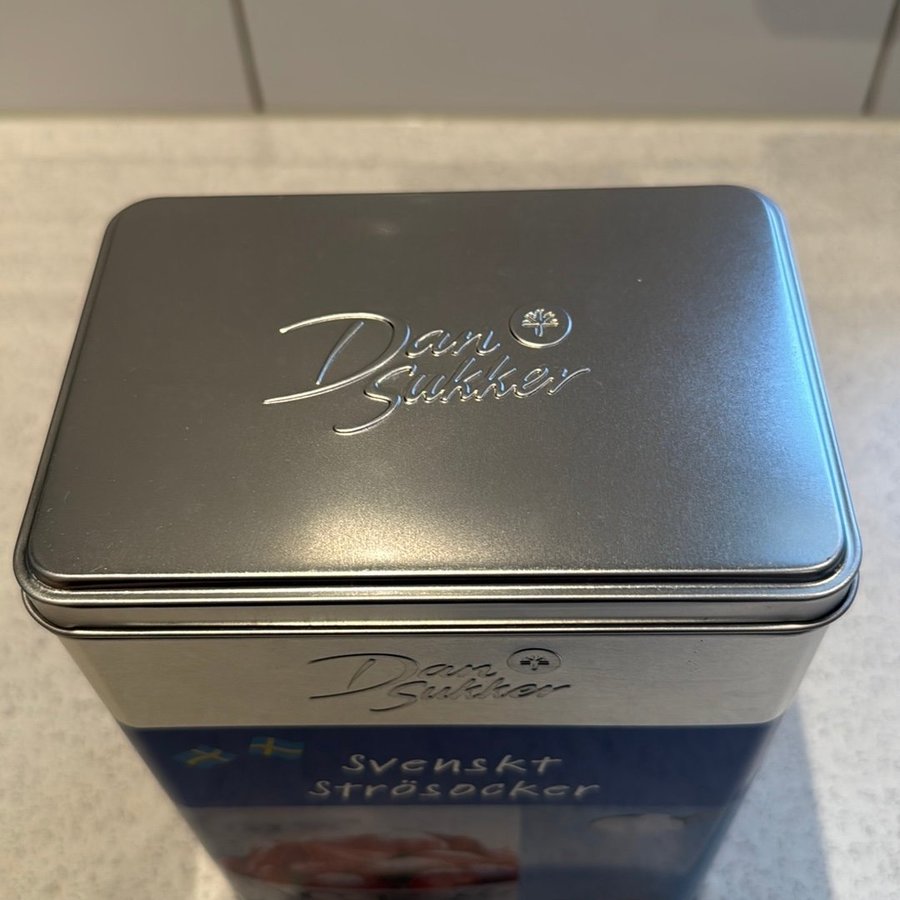 Dan
Sukker
Dan
Sukker
Svenskt
Strösocker